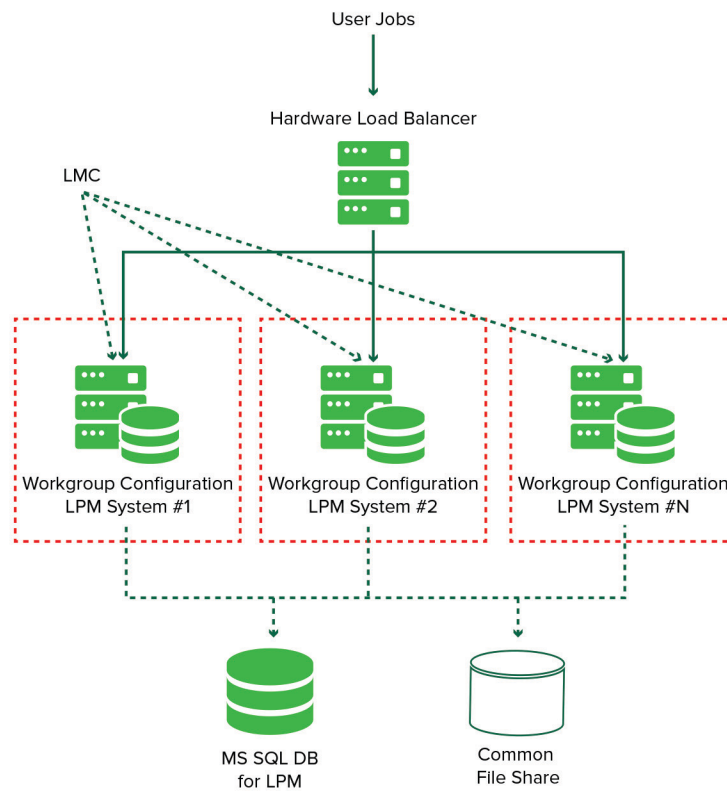 User Jobs
Hardware Load Balancer
LMC
Workgroup Configuration
LPM System #1
Workgroup Configuration
LPM System #2
Workgroup Configuration
LPM System #N
MS SQL DB
for LPM
Common
File Share